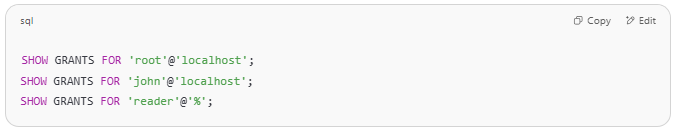 sql
Copy
Edit
SHOW GRANTS FOR 'root'@'localhost';
SHOW GRANTS FOR 'john'@'localhost';
SHOW GRANTS FOR 'reader'@'%';